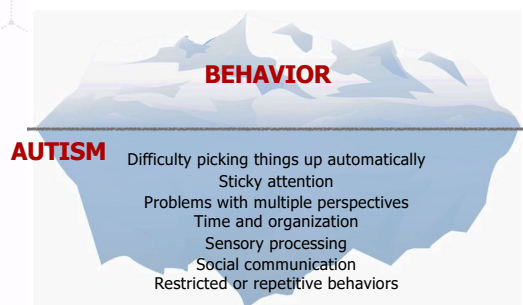 BEHAVIOR
AUTISM
Difficulty picking things up automatically
Sticky attention
Problems with multiple perspectives
Time and organization
Sensory processing
Social communication
Restricted or repetitive behaviors